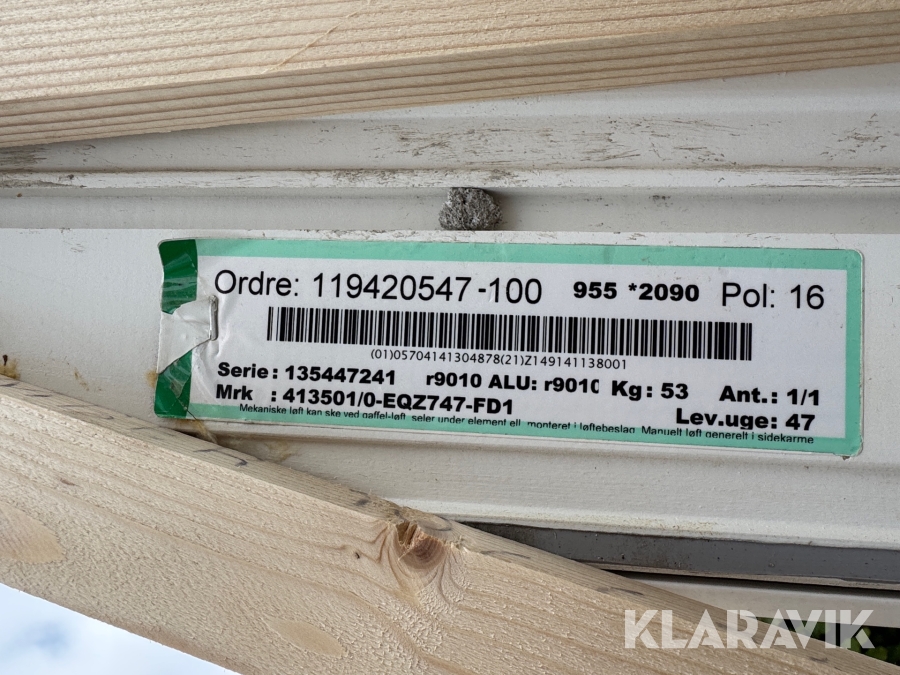 Ordre: 119420547-100 955 *2090 Pol: 16
(01)05704141304878(21)Z149141138001
Serie: 135447241 r9010 ALU: r9010 Kg: 53 Ant.: 1/1
Mrk : 413501/0-EQZ747-FD1 Lev.uge: 47
Mekaniske løft kan ske ved gaffel-løft, seler under element ell. monteret i løftebeslag. Manuelt løft generelt i sidekarme
KLARAVIK